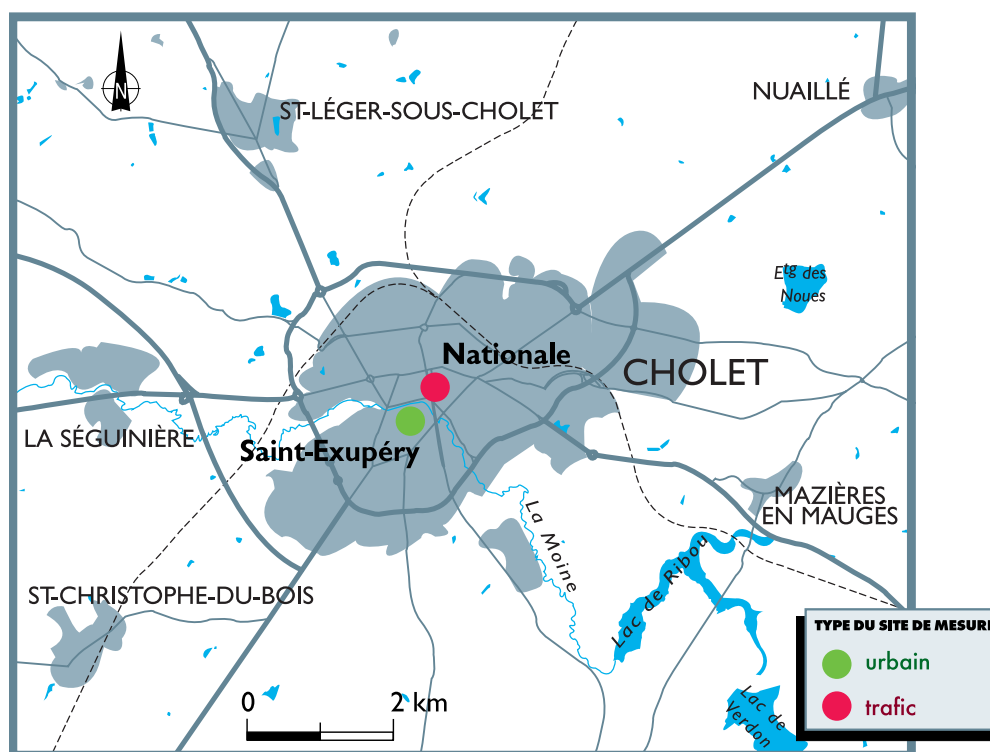 N
ST-LÉGER-SOUS-CHOLET
NUAILLÉ
Etg des
Noues
Nationale
CHOLET
LA SÉGUINIÈRE
Saint-Exupéry
MAZIÈRES
EN MAUGES
La Moine
Lac de Ribou
ST-CHRISTOPHE-DU-BOIS
0 2 km
Lac de
Verdon
TYPE DU SITE DE MESURE
urbain
trafic